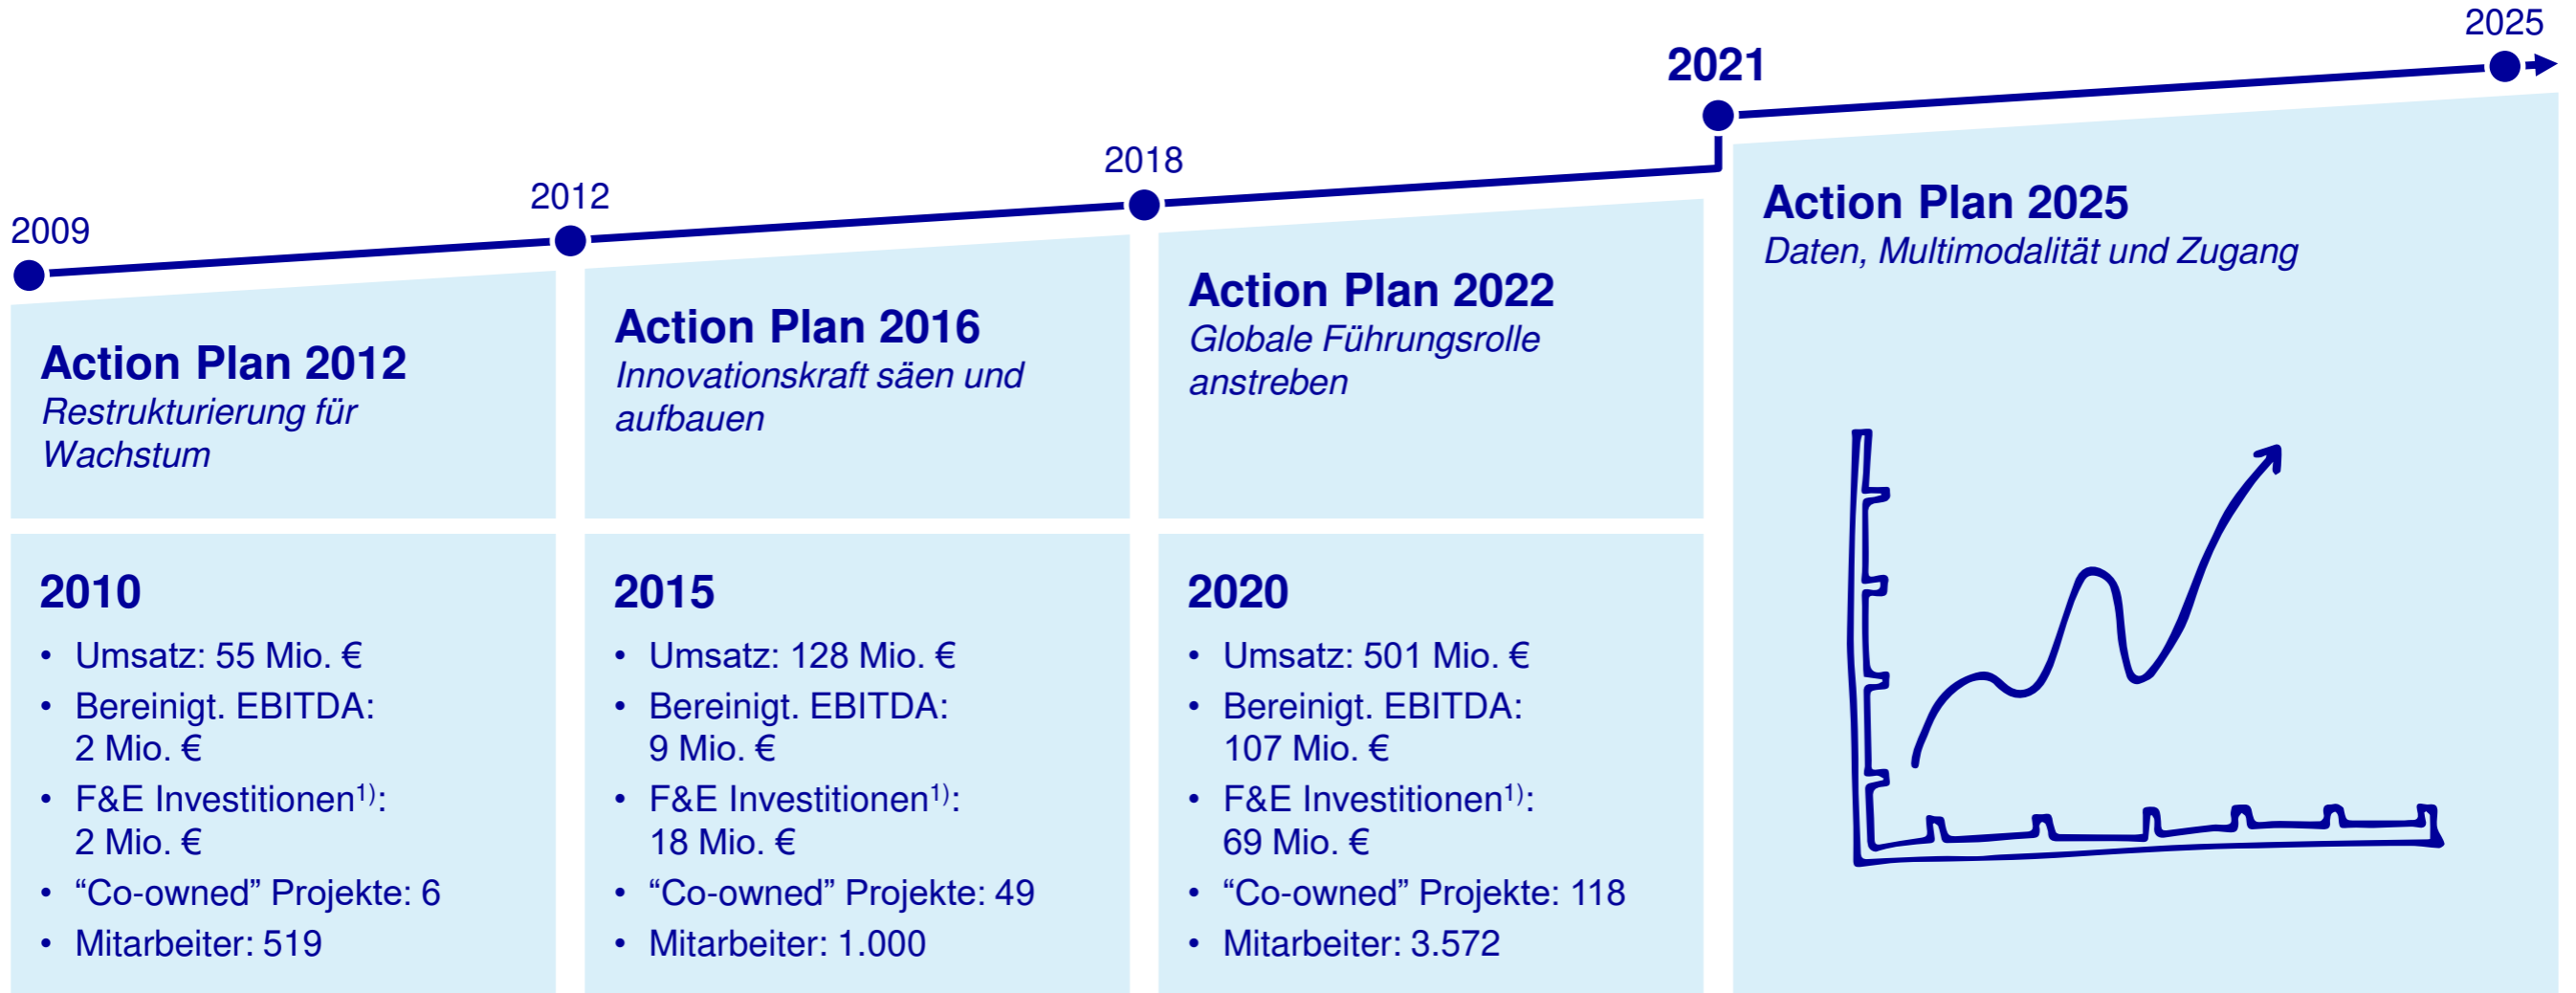 2009
2012
2018
2021
2025
Action Plan 2012
Restrukturierung für
Wachstum
Action Plan 2016
Innovationskraft säen und
aufbauen
Action Plan 2022
Globale Führungsrolle
anstreben
Action Plan 2025
Daten, Multimodalität und Zugang
2010
• Umsatz: 55 Mio. €
• Bereinigt. EBITDA:
2 Mio. €
• F&E Investitionen¹⁾:
2 Mio. €
• “Co-owned” Projekte: 6
• Mitarbeiter: 519
2015
• Umsatz: 128 Mio. €
• Bereinigt. EBITDA:
9 Mio. €
• F&E Investitionen¹⁾:
18 Mio. €
• “Co-owned” Projekte: 49
• Mitarbeiter: 1.000
2020
• Umsatz: 501 Mio. €
• Bereinigt. EBITDA:
107 Mio. €
• F&E Investitionen¹⁾:
69 Mio. €
• “Co-owned” Projekte: 118
• Mitarbeiter: 3.572